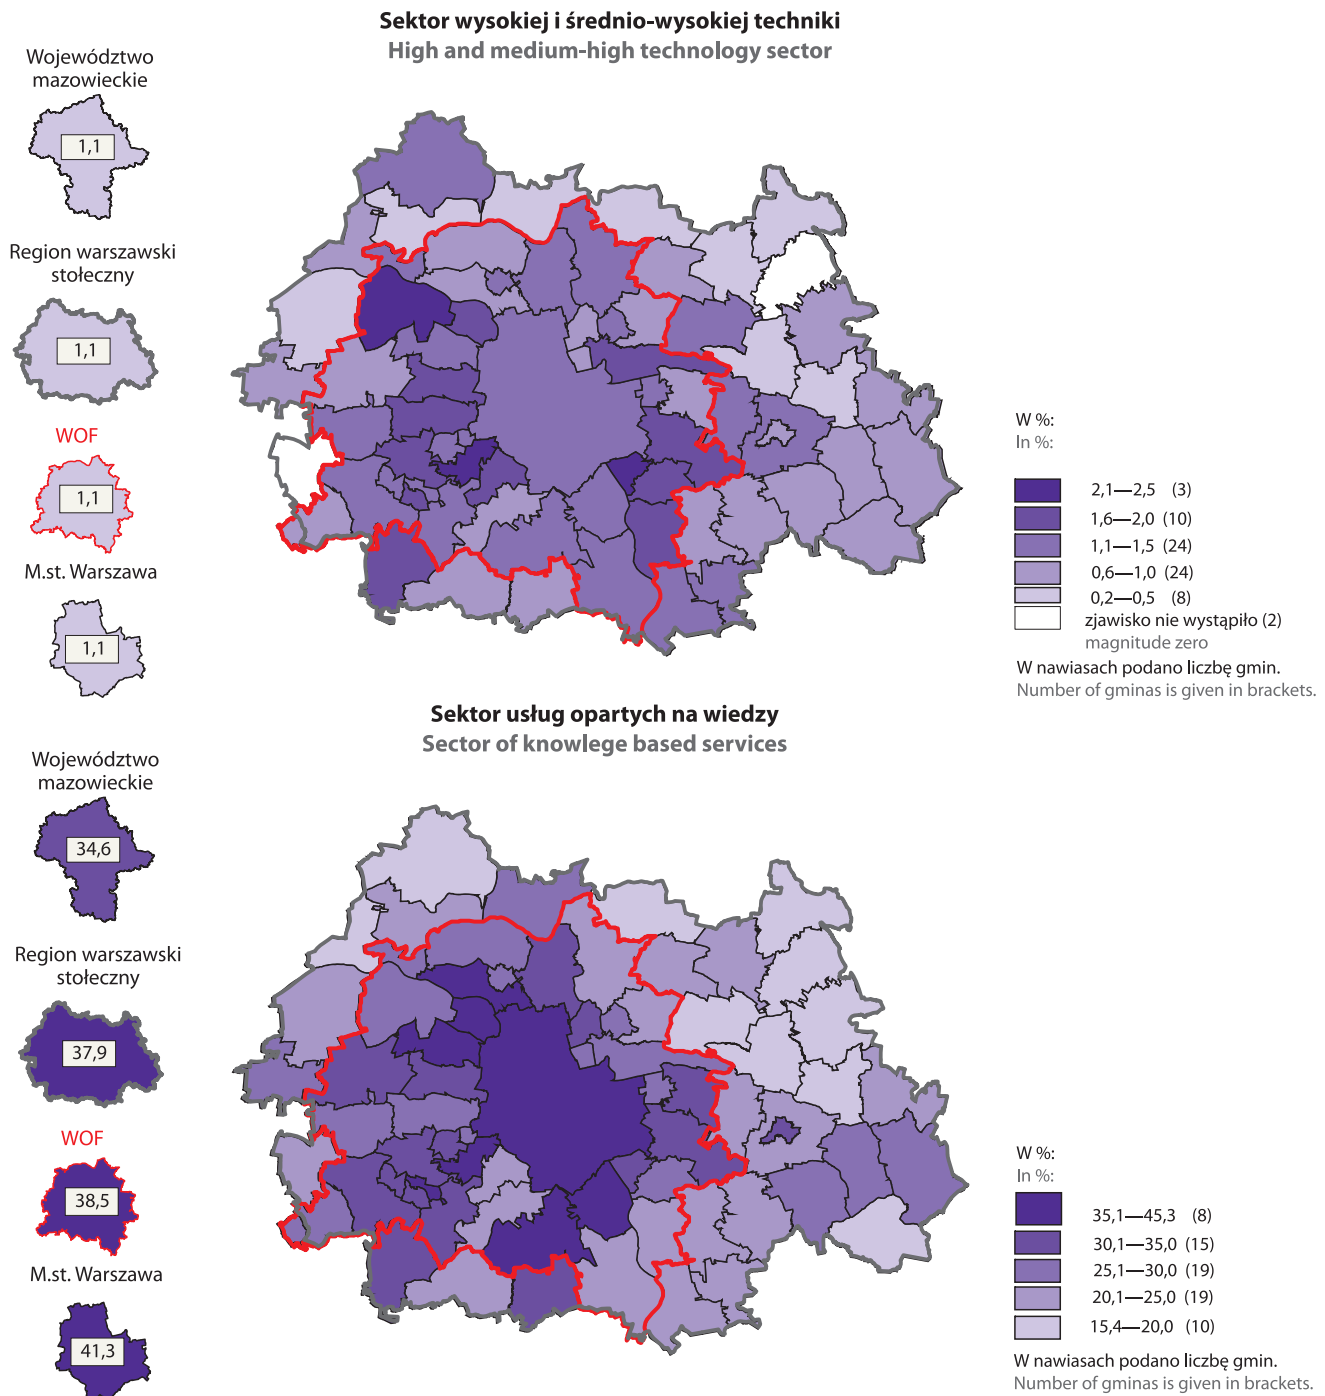 Sektor wysokiej i średnio-wysokiej techniki
High and medium-high technology sector
Województwo
mazowieckie
1,1
Region warszawski
stołeczny
1,1
WOF
1,1
M.st. Warszawa
1,1
W %:
In %:
2,1—2,5 (3)
1,6—2,0 (10)
1,1—1,5 (24)
0,6—1,0 (24)
0,2—0,5 (8)
zjawisko nie wystąpiło (2)
magnitude zero
W nawiasach podano liczbę gmin.
Number of gminas is given in brackets.
Sektor usług opartych na wiedzy
Sector of knowlege based services
Województwo
mazowieckie
34,6
Region warszawski
stołeczny
37,9
WOF
38,5
M.st. Warszawa
41,3
W %:
In %:
35,1—45,3 (8)
30,1—35,0 (15)
25,1—30,0 (19)
20,1—25,0 (19)
15,4—20,0 (10)
W nawiasach podano liczbę gmin.
Number of gminas is given in brackets.